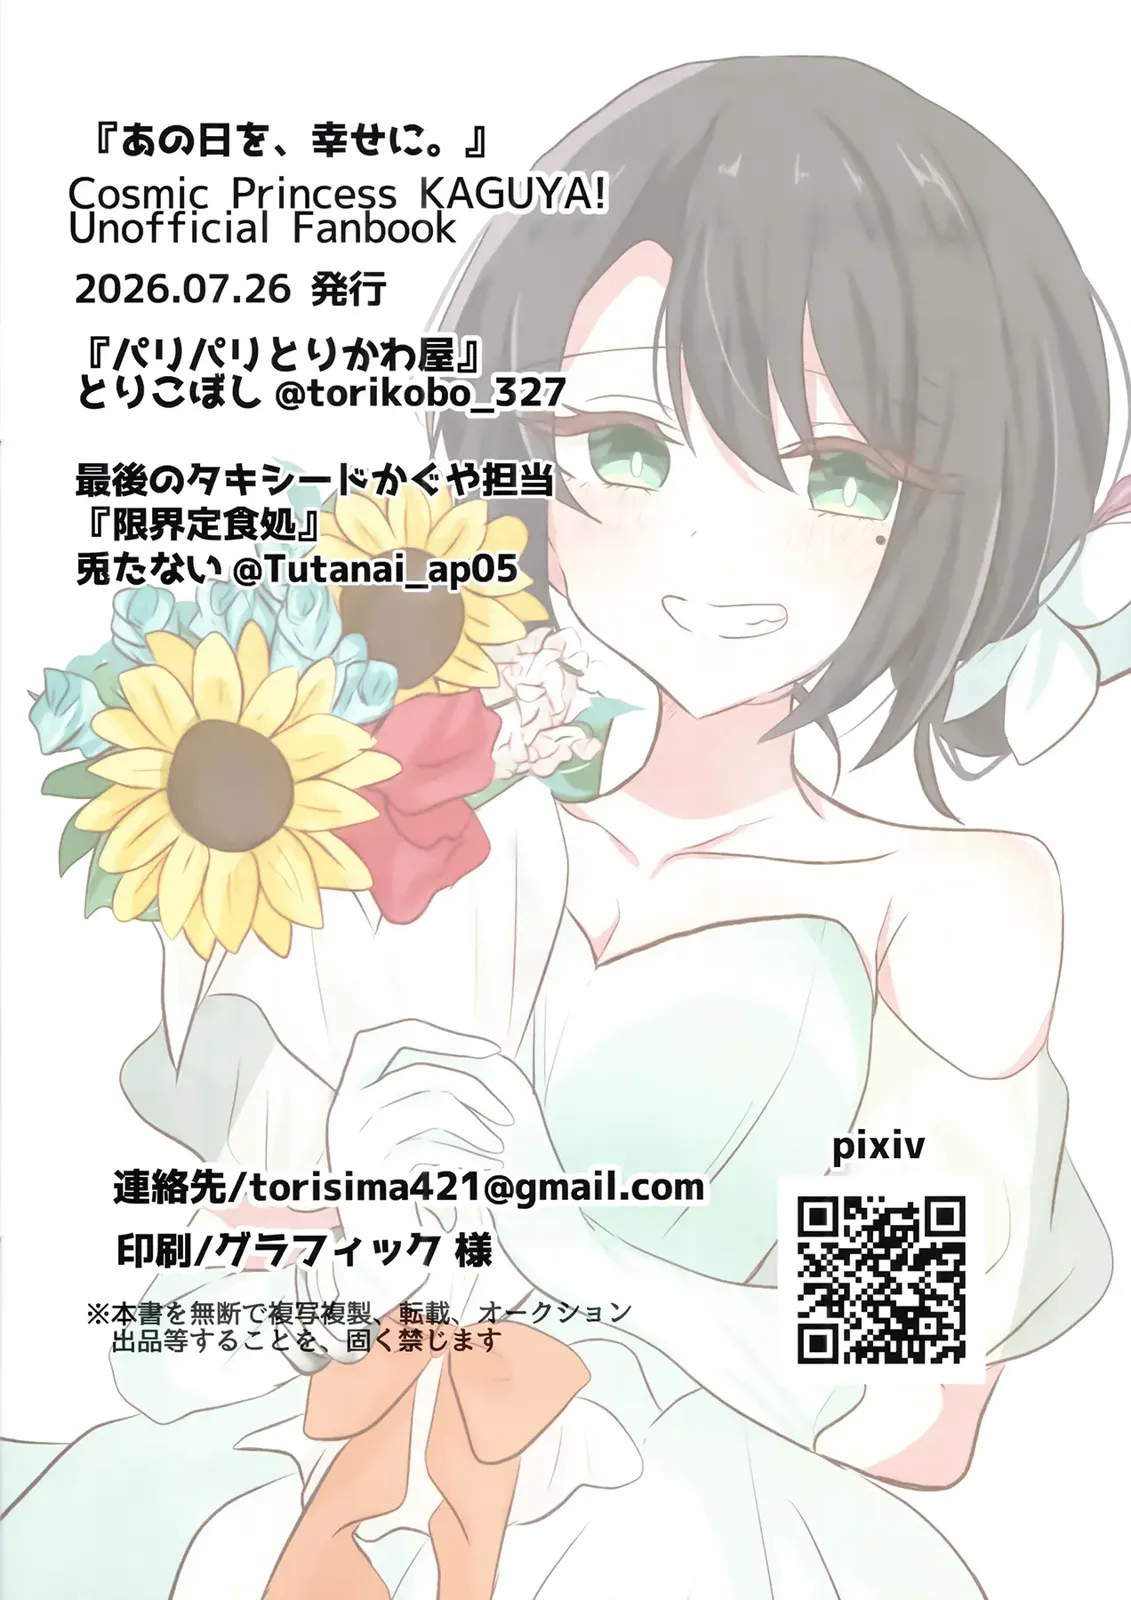 『あの日を、幸せに。』
Cosmic Princess KAGUYA!
Unofficial Fanbook
2026.07.26 発行
『パリパリとりかわ屋』
とりこぼし @torikobo_327
最後のタキシードかぐや担当
『限界定食処』
兎たない @Tutanai_ap05
pixiv
連絡先/torisima421@gmail.com
印刷/グラフィック 様
※本書を無断で複写複製、転載、オークション
出品等することを、固く禁じます